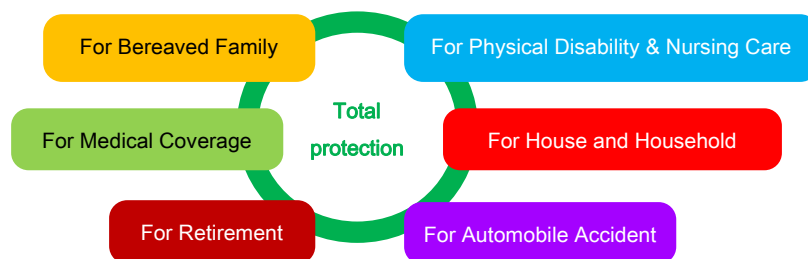 For Bereaved Family
For Physical Disability & Nursing Care
Total
protection
For Medical Coverage
For House and Household
For Retirement
For Automobile Accident